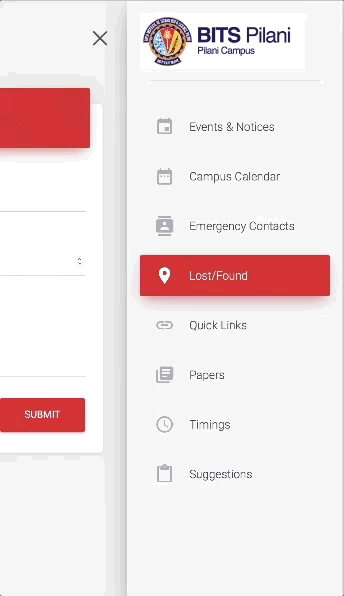 BITS Pilani
Pilani Campus
Events & Notices
Campus Calendar
Emergency Contacts
Lost/Found
Quick Links
Papers
SUBMIT
Timings
Suggestions